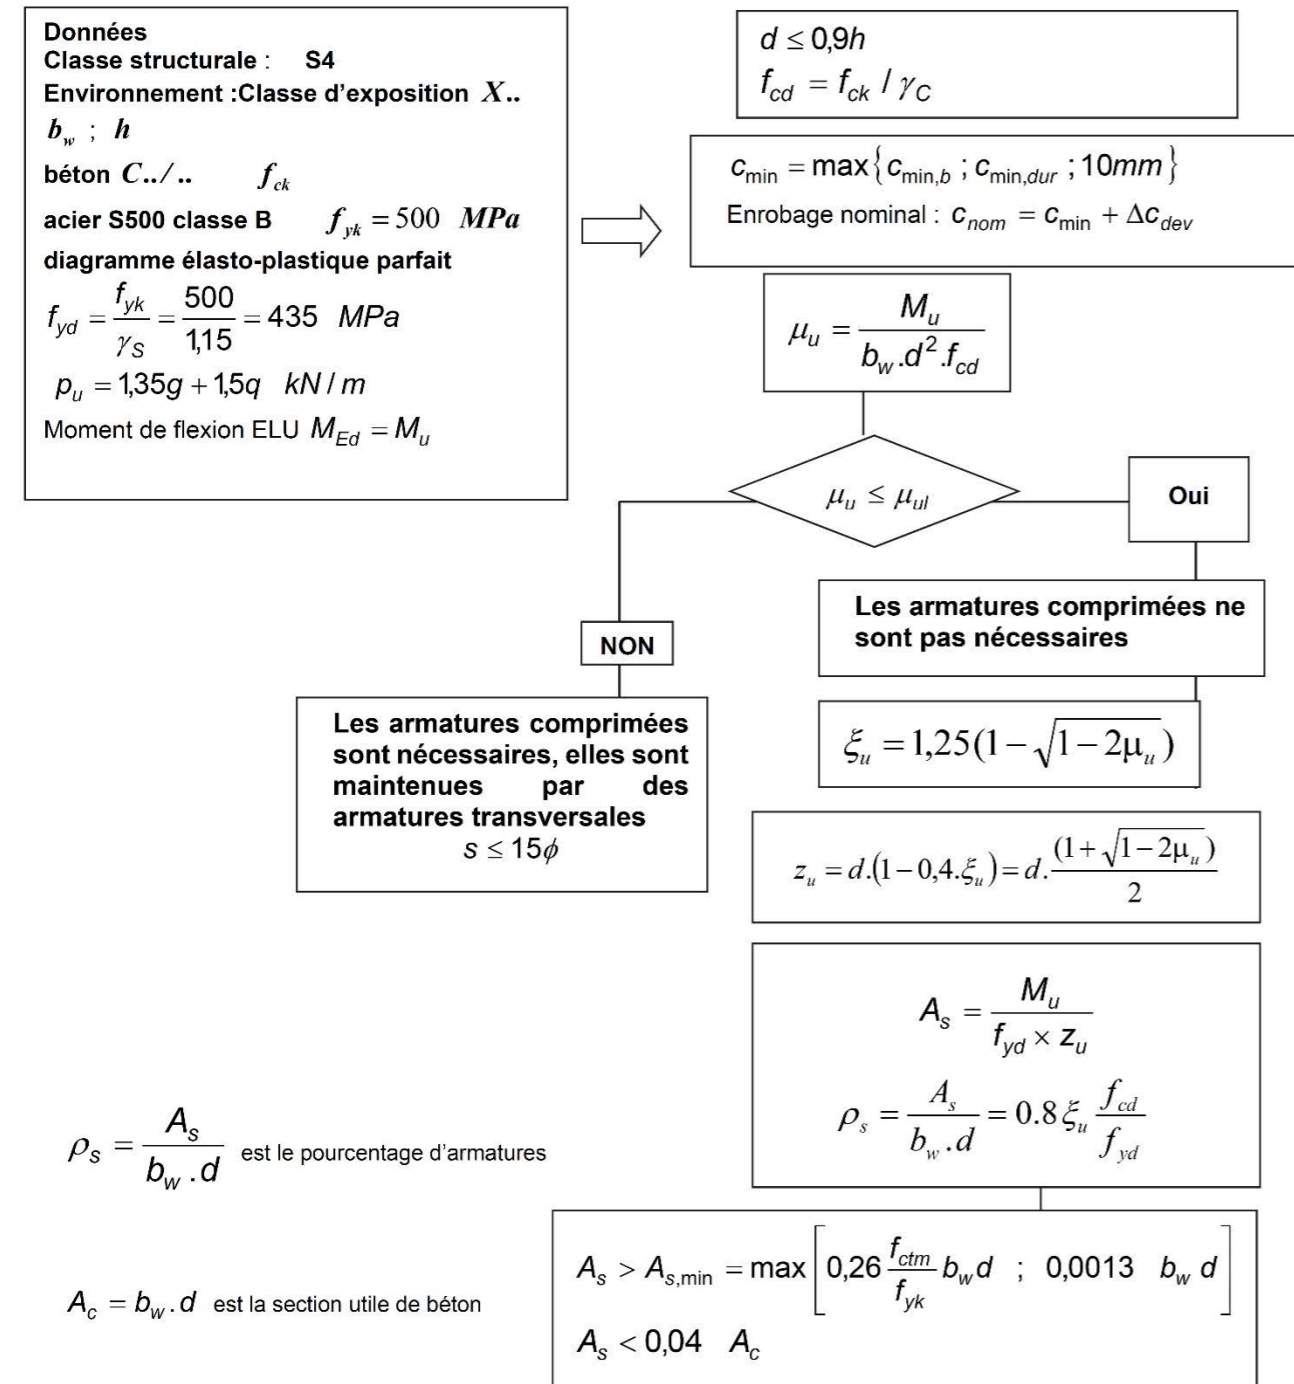 Données
Classe structurale : S4
Environnement :Classe d'exposition X..
b_w ; h
béton C../.. f_ck
acier S500 classe B f_yk = 500 MPa
diagramme élasto-plastique parfait
f_yd = f_yk / γ_S = 500 / 1,15 = 435 MPa
p_u = 1,35g + 1,5q kN / m
Moment de flexion ELU M_Ed = M_u
d ≤ 0,9h
f_cd = f_ck / γ_C
c_min = max{c_min,b ; c_min,dur ; 10mm}
Enrobage nominal : c_nom = c_min + Δc_dev
μ_u = M_u / b_w.d².f_cd
μ_u ≤ μ_ul
Oui
Les armatures comprimées ne
sont pas nécessaires
NON
Les armatures comprimées
sont nécessaires, elles sont
maintenues par des
armatures transversales
s ≤ 15ϕ
ξ_u = 1,25(1 − √(1 − 2μ_u))
z_u = d.(1 − 0,4.ξ_u) = d.(1 + √(1 − 2μ_u)) / 2
A_s = M_u / f_yd × z_u
ρ_s = A_s / b_w.d = 0.8 ξ_u f_cd / f_yd
ρ_s = A_s / b_w.d est le pourcentage d'armatures
A_c = b_w.d est la section utile de béton
A_s > A_s,min = max[0,26 f_ctm / f_yk b_w d ; 0,0013 b_w d]
A_s < 0,04 A_c